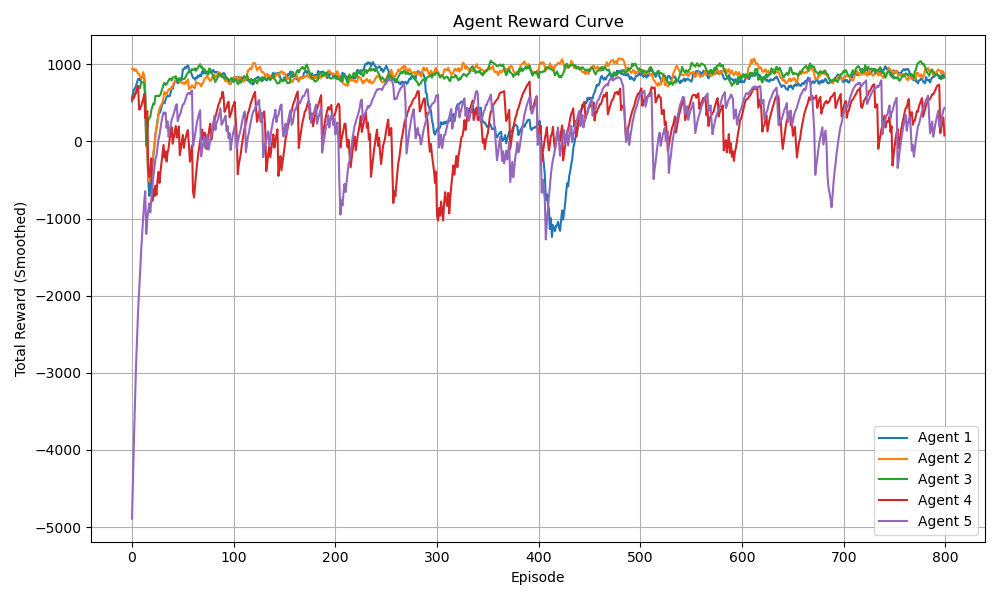 Agent Reward Curve
Total Reward (Smoothed)
1000
0
−1000
−2000
−3000
−4000
−5000
0 100 200 300 400 500 600 700 800
Episode
Agent 1
Agent 2
Agent 3
Agent 4
Agent 5